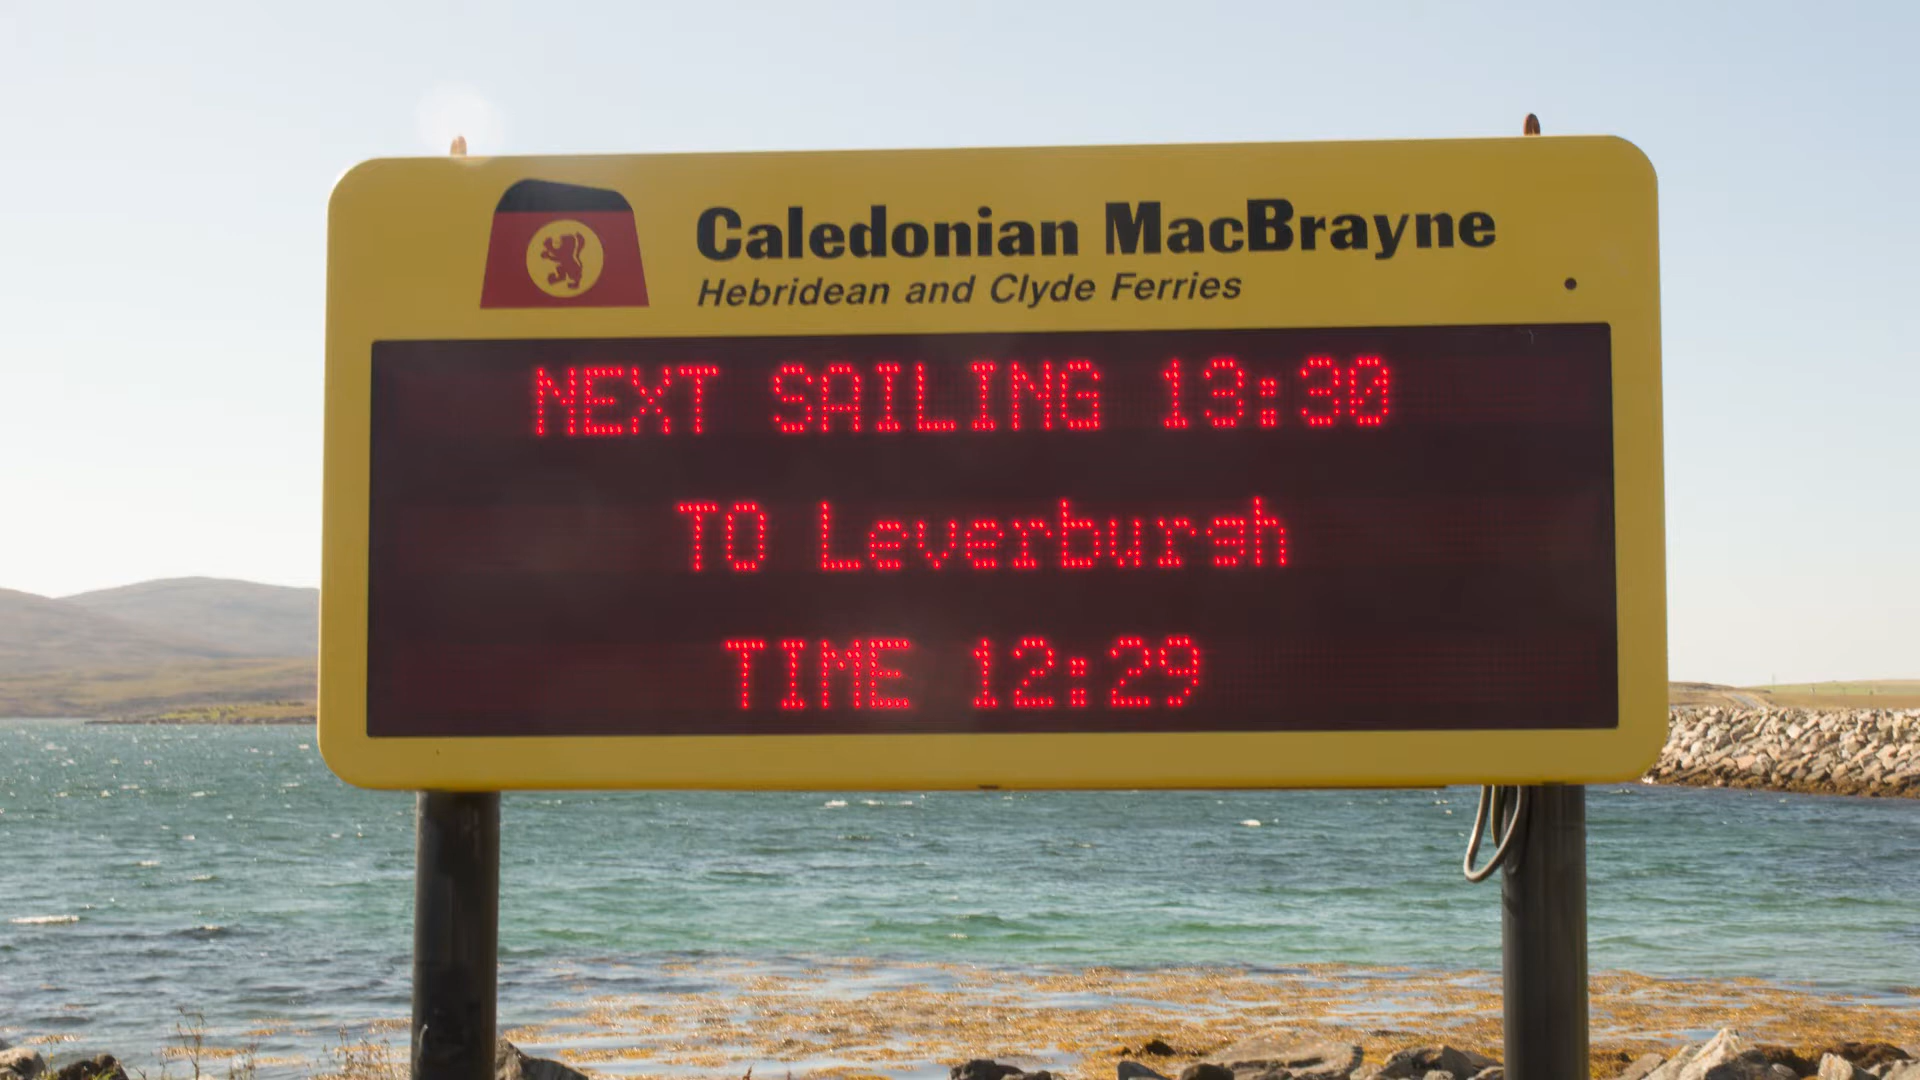 Caledonian MacBrayne
Hebridean and Clyde Ferries
NEXT SAILING 13:30
TO Leverburgh
TIME 12:29